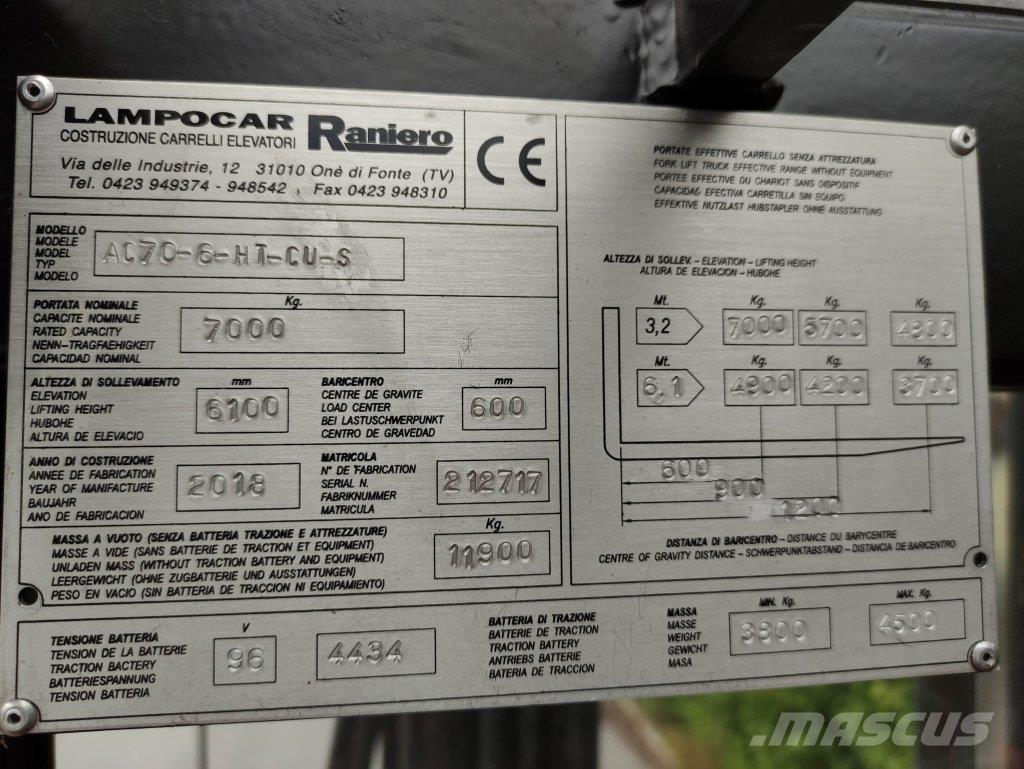 LAMPOCAR Raniero
COSTRUZIONE CARRELLI ELEVATORI
Via delle Industrie, 12 31010 Onè di Fonte (TV)
Tel. 0423 949374 - 948542 , Fax 0423 948310
CE
MODELLO
MODELE
MODEL
TYP
MODELO
AC70-6-HT-CU-S
PORTATA NOMINALE
CAPACITE NOMINALE
RATED CAPACITY
NENN-TRAGFAEHIGKEIT
CAPACIDAD NOMINAL
Kg.
7000
ALTEZZA DI SOLLEVAMENTO
ELEVATION
LIFTING HEIGHT
HUBOHE
ALTURA DE ELEVACIO
mm
6100
BARICENTRO
CENTRE DE GRAVITE
LOAD CENTER
BEI LASTUSCHWERPUNKT
CENTRO DE GRAVEDAD
mm
600
ANNO DI COSTRUZIONE
ANNEE DE FABRICATION
YEAR OF MANIFACTURE
BAUJAHR
ANO DE FABRICACION
2018
MATRICOLA
N° DE FABRICATION
SERIAL N.
FABRIKNUMMER
MATRICULA
212717
MASSA A VUOTO (SENZA BATTERIA TRAZIONE E ATTREZZATURE)
MASSE A VIDE (SANS BATTERIE DE TRACTION ET EQUIPMENT)
UNLADEN MASS (WITHOUT TRACTION BATTERY AND EQUIPMENT)
LEERGEWICHT (OHNE ZUGBATTERIE UND AUSSTATTUNGEN)
PESO EN VACIO (SIN BATERIA DE TRACCION NI EQUIPAMIENTO)
Kg.
11900
PORTATE EFFETTIVE CARRELLO SENZA ATTREZZATURA
FORK LIFT TRUCK EFFECTIVE RANGE WITHOUT EQUIPMENT
PORTEE EFFECTIVE DU CHARIOT SANS DISPOSITIF
CAPACIDAD EFECTIVA CARRETILLA SIN EQUIPO
EFFEKTIVE NUTZLAST HUBSTAPLER OHNE AUSSTATTUNG
ALTEZZA DI SOLLEV. - ELEVATION - LIFTING HEIGHT
ALTURA DE ELEVACION - HUBOHE
Mt. Kg. Kg. Kg.
3,2 7000 5700 4800
Mt. Kg. Kg. Kg.
6,1 4900 4200 3700
600
900
1200
DISTANZA DI BARICENTRO - DISTANCE DU BARYCENTRE
CENTRE OF GRAVITY DISTANCE - SCHWERPUNKTABSTAND - DISTANCIA DE BARICENTRO
TENSIONE BATTERIA
TENSION DE LA BATTERIE
TRACTION BACTERY
BATTERIESPANNUNG
TENSION BATTERIA
V
96
4434
BATTERIA DI TRAZIONE
BATTERIE DE TRACTION
TRACTION BATTERY
ANTRIEBS BATTERIE
BATERIA DE TRACCION
MASSA
MASSE
WEIGHT
GEWICHT
MASA
MIN. Kg.
3800
MAX. Kg.
4500
MASCUS